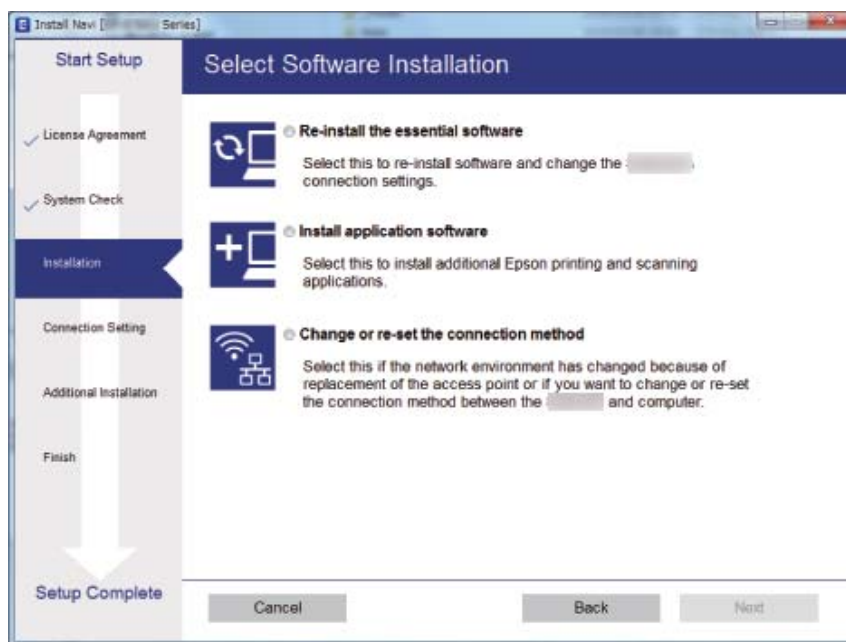 Install Navi [ Series]
Start Setup
Select Software Installation
License Agreement
System Check
Installation
Connection Setting
Additional Installation
Finish
Setup Complete
Re-install the essential software
Select this to re-install software and change the
connection settings.
Install application software
Select this to install additional Epson printing and scanning
applications.
Change or re-set the connection method
Select this if the network environment has changed because of
replacement of the access point or if you want to change or re-set
the connection method between the and computer.
Cancel
Back
Next